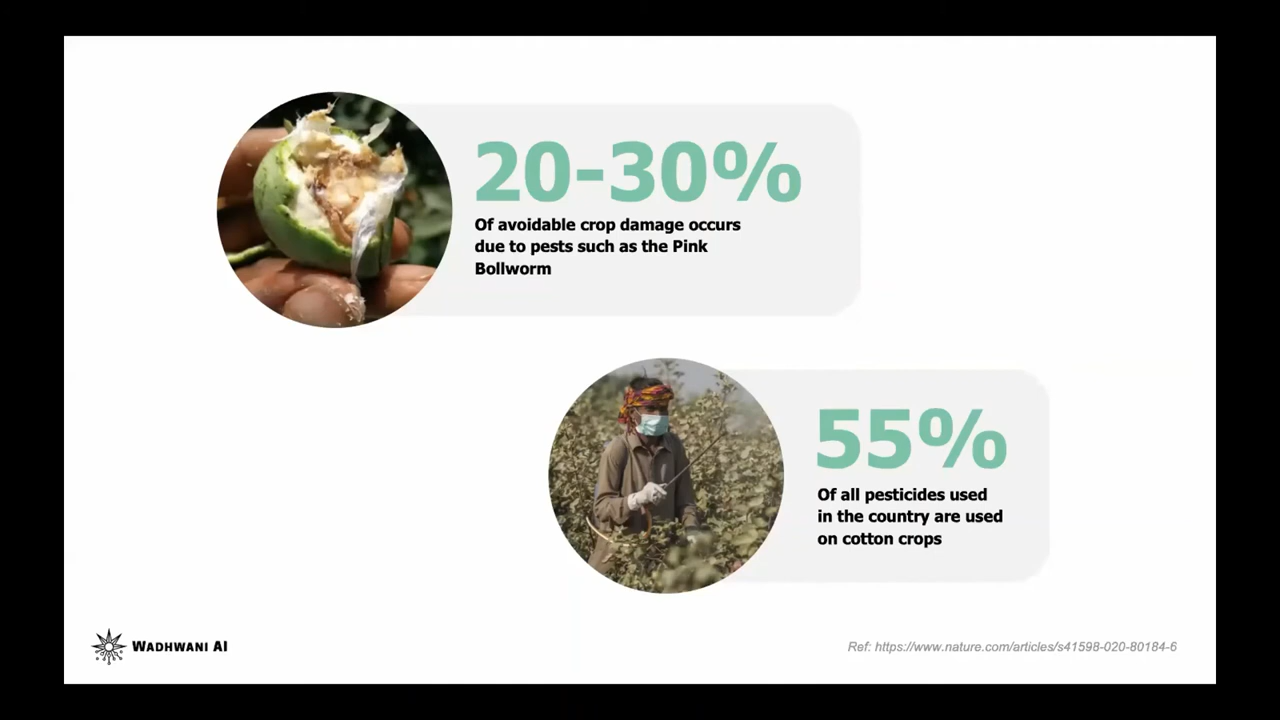 20-30%
Of avoidable crop damage occurs
due to pests such as the Pink
Bollworm
55%
Of all pesticides used
in the country are used
on cotton crops
WADHWANI AI
Ref: https://www.nature.com/articles/s41598-020-80184-6